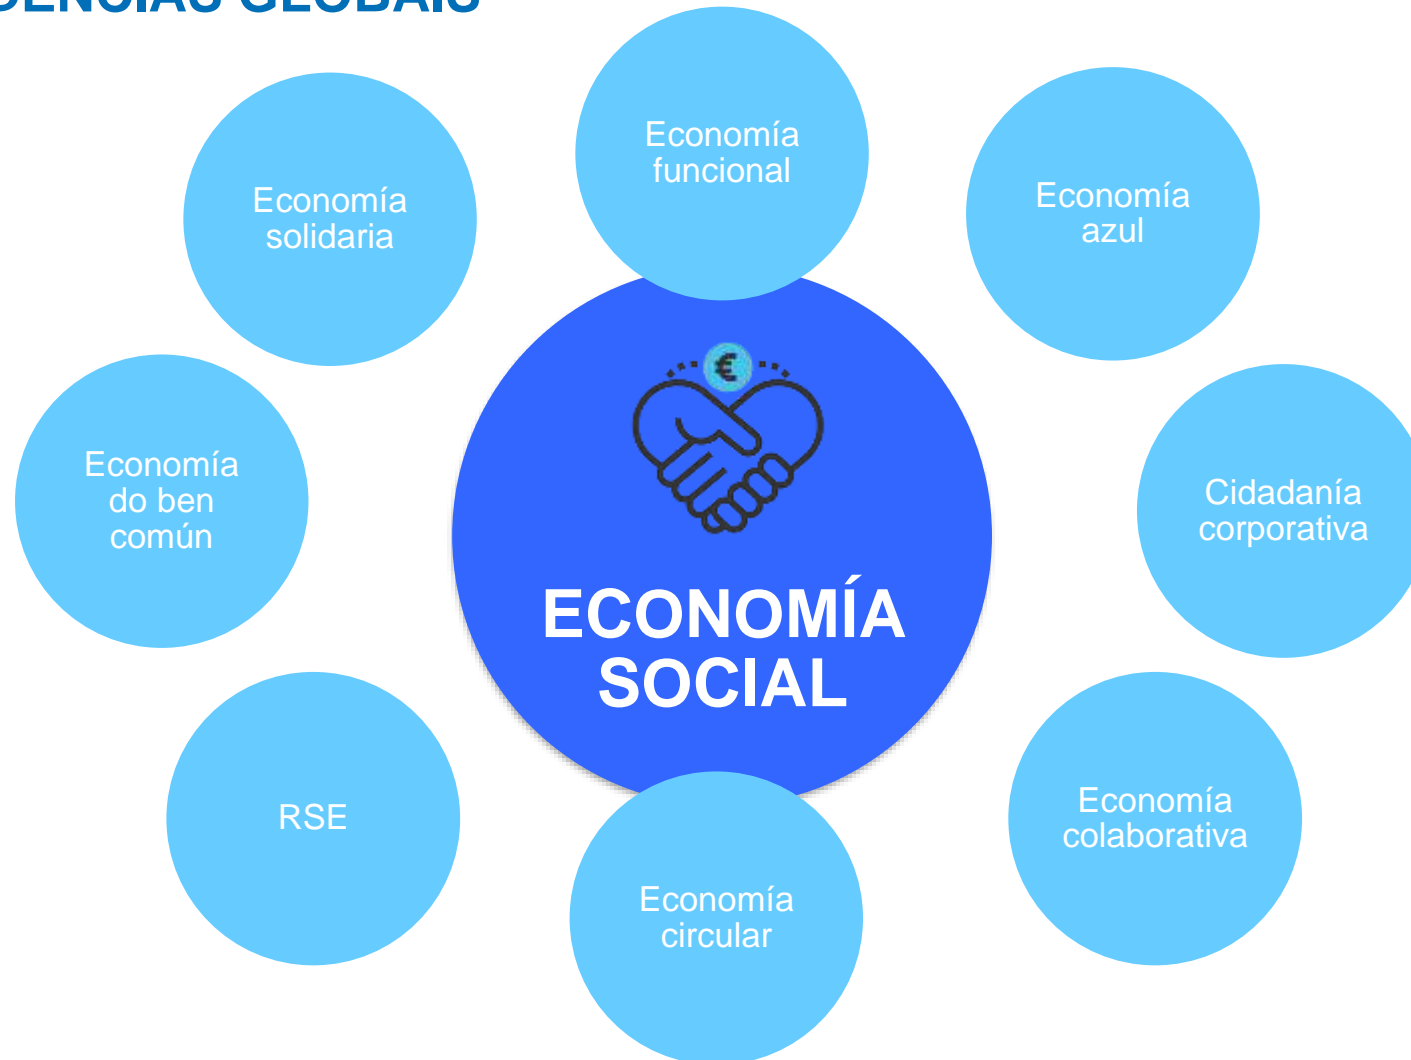 GLOBAIS
Economía
funcional
Economía
solidaria
Economía
azul
€
Economía
do ben
común
Cidadanía
corporativa
ECONOMÍA
SOCIAL
RSE
Economía
colaborativa
Economía
circular